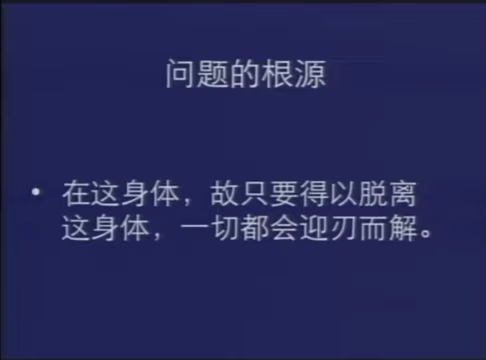 问题的根源
• 在这身体，故只要得以脱离
这身体，一切都会迎刃而解。